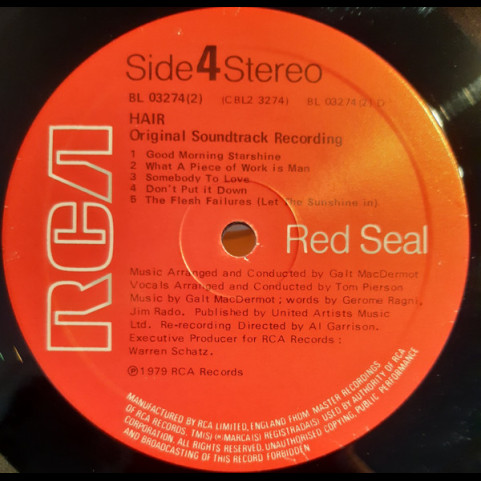 Side 4 Stereo
BL 03274(2) (CBL2 3274) BL 03274(2) D
HAIR
Original Soundtrack Recording
1 Good Morning Starshine
2 What A Piece of Work is Man
3 Somebody To Love
4 Don't Put it Down
5 The Flesh Failures (Let The Sunshine in)
RCA
Red Seal
Music Arranged and Conducted by Galt MacDermot
Vocals Arranged and Conducted by Tom Pierson
Music by Galt MacDermot; words by Gerome Ragni,
Jim Rado. Published by United Artists Music
Ltd. Re-recording Directed by Al Garrison.
Executive Producer for RCA Records:
Warren Schatz.
℗1979 RCA Records
MANUFACTURED BY RCA LIMITED, ENGLAND FROM MASTER RECORDINGS
OF RCA RECORDS. TM(S) (R) MARCA(S) REGISTRADA(S) USED BY AUTHORITY OF RCA
CORPORATION. ALL RIGHTS RESERVED. UNAUTHORISED COPYING, PUBLIC PERFORMANCE
AND BROADCASTING OF THIS RECORD FORBIDDEN